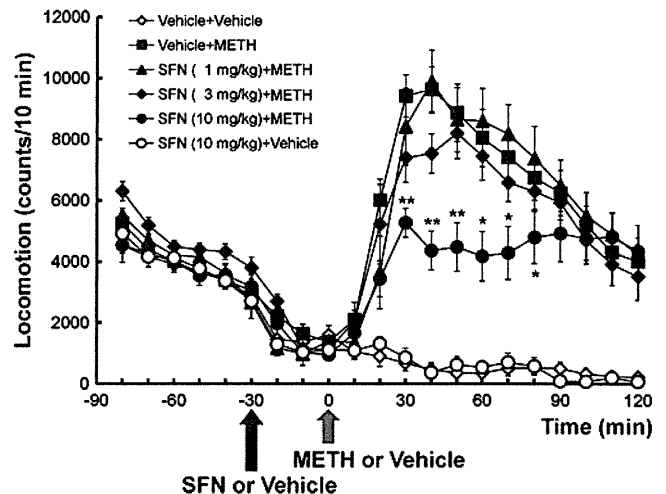 Vehicle+Vehicle
Vehicle+METH
SFN ( 1 mg/kg)+METH
SFN ( 3 mg/kg)+METH
SFN (10 mg/kg)+METH
SFN (10 mg/kg)+Vehicle
Locomotion (counts/10 min)
12000
10000
8000
6000
4000
2000
0
** ** ** * * *
-90 -60 -30 0 30 60 90 120
Time (min)
METH or Vehicle
SFN or Vehicle